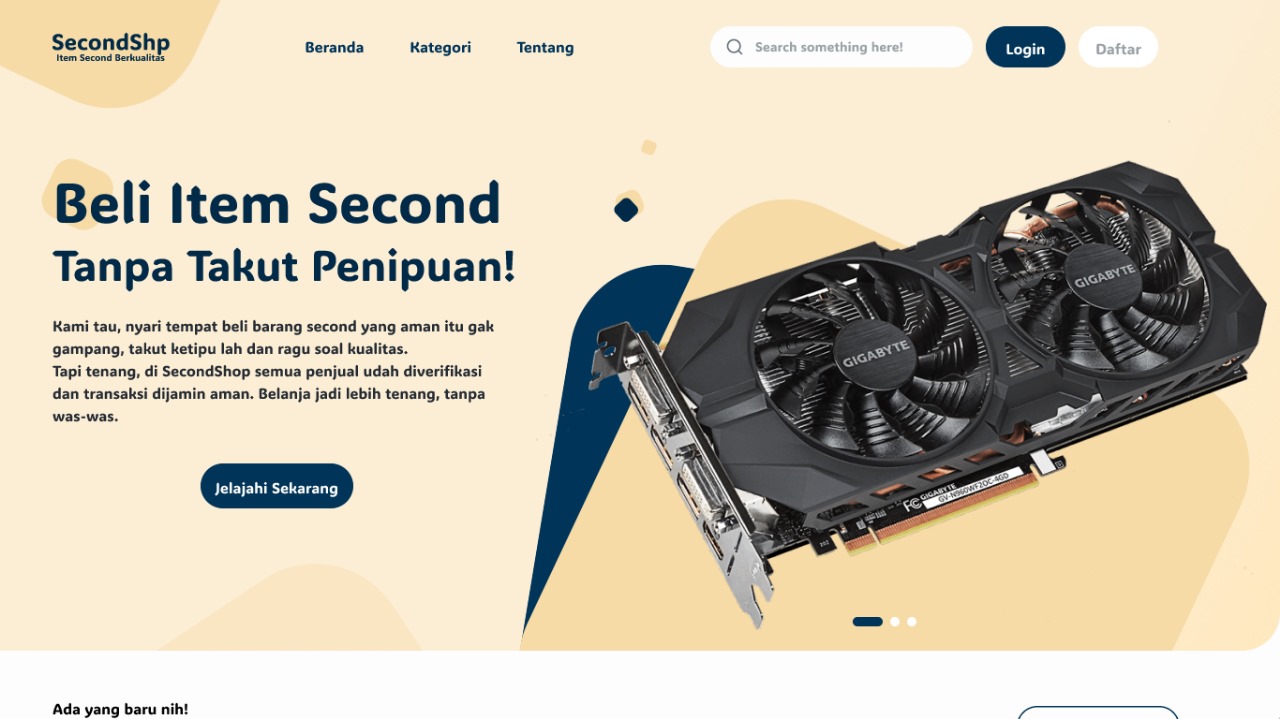 SecondShp
Item Second Berkualitas
Beranda
Kategori
Tentang
Search something here!
Login
Daftar
Beli Item Second
Tanpa Takut Penipuan!
Kami tau, nyari tempat beli barang second yang aman itu gak
gampang, takut ketipu lah dan ragu soal kualitas.
Tapi tenang, di SecondShop semua penjual udah diverifikasi
dan transaksi dijamin aman. Belanja jadi lebih tenang, tanpa
was-was.
Jelajahi Sekarang
GIGABYTE
GIGABYTE
FC GIGABYTE
GV-N960WF2OC-4GD
Ada yang baru nih!